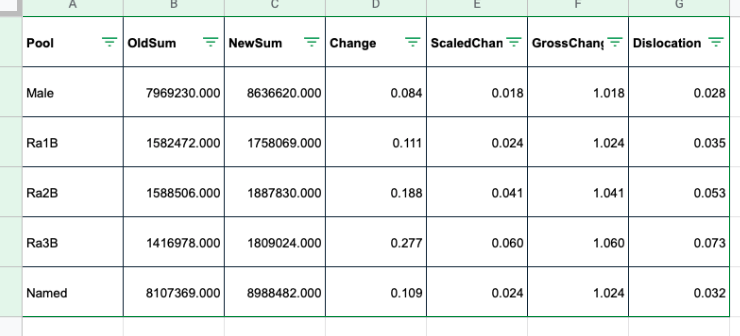 A B C D E F G
Pool OldSum NewSum Change ScaledChan GrossChang Dislocation
Male 7969230.000 8636620.000 0.084 0.018 1.018 0.028
Ra1B 1582472.000 1758069.000 0.111 0.024 1.024 0.035
Ra2B 1588506.000 1887830.000 0.188 0.041 1.041 0.053
Ra3B 1416978.000 1809024.000 0.277 0.060 1.060 0.073
Named 8107369.000 8988482.000 0.109 0.024 1.024 0.032